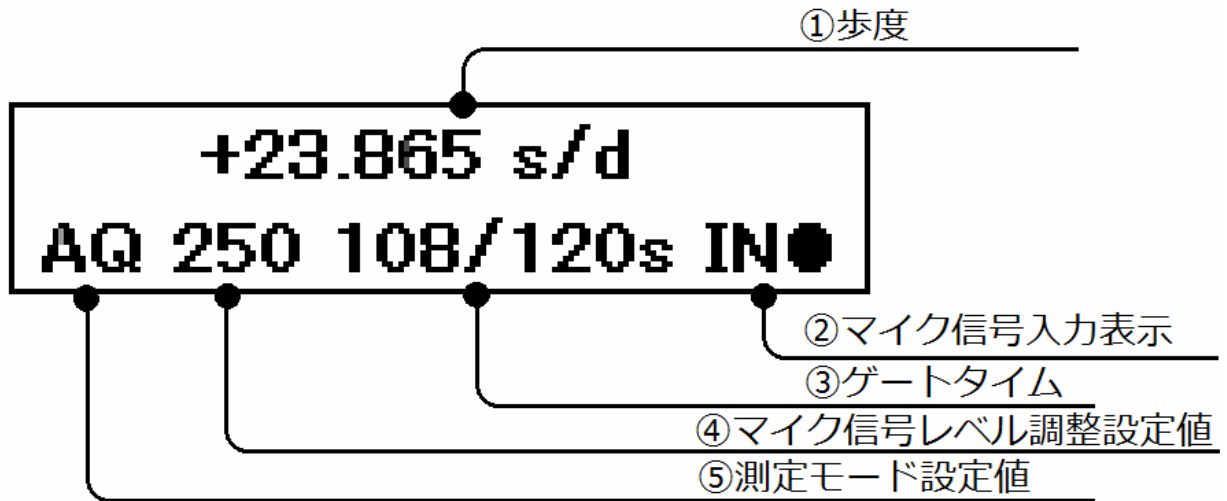 ①歩度
+23.865 s/d
AQ 250 108/120s IN●
②マイク信号入力表示
③ゲートタイム
④マイク信号レベル調整設定値
⑤測定モード設定値